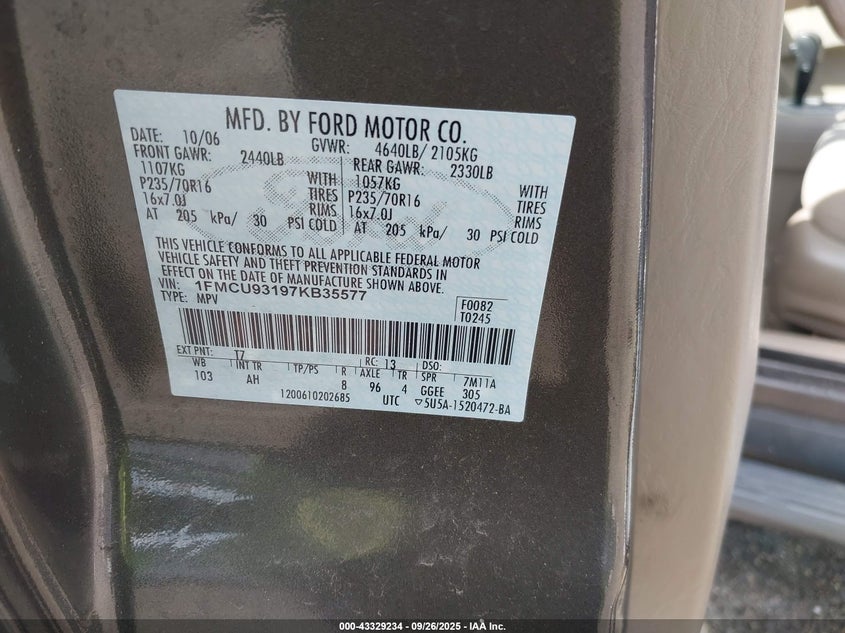 MFD. BY FORD MOTOR CO.
DATE: 10/06 GVWR: 4640LB/ 2105KG
FRONT GAWR: 2440LB REAR GAWR: 2330LB
1107KG WITH 1057KG WITH
P235/70R16 TIRES P235/70R16 TIRES
16x7.0J RIMS 16x7.0J RIMS
AT 205 kPa/ 30 PSI COLD AT 205 kPa/ 30 PSI COLD
THIS VEHICLE CONFORMS TO ALL APPLICABLE FEDERAL MOTOR
VEHICLE SAFETY AND THEFT PREVENTION STANDARDS IN
EFFECT ON THE DATE OF MANUFACTURE SHOWN ABOVE.
VIN: 1FMCU93197KB35577
TYPE: MPV
F0082
T0245
EXT PNT: T7 RC: 13 DSO:
WB INT TR TP/PS R AXLE TR SPR 7M11A
103 AH 8 96 4 GGEE 305
1200610202685 UTC ▽5U5A-1520472-BA
Ford
000-43329234 - 09/26/2025 - IAA Inc.